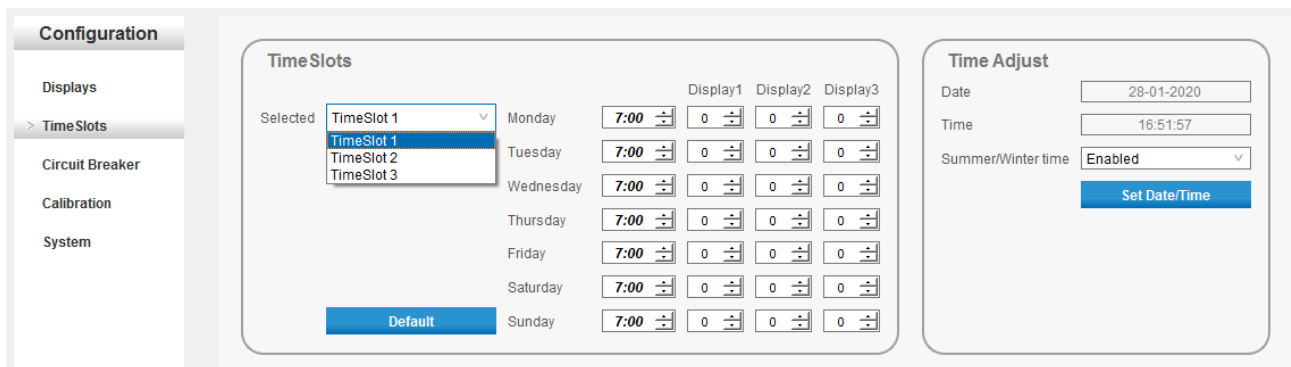 Configuration
Displays
> TimeSlots
Circuit Breaker
Calibration
System
TimeSlots
Display1 Display2 Display3
Selected TimeSlot 1 Monday 7:00 0 0 0
TimeSlot 1
TimeSlot 2
TimeSlot 3
Tuesday 7:00 0 0 0
Wednesday 7:00 0 0 0
Thursday 7:00 0 0 0
Friday 7:00 0 0 0
Saturday 7:00 0 0 0
Default Sunday 7:00 0 0 0
Time Adjust
Date 28-01-2020
Time 16:51:57
Summer/Winter time Enabled
Set Date/Time